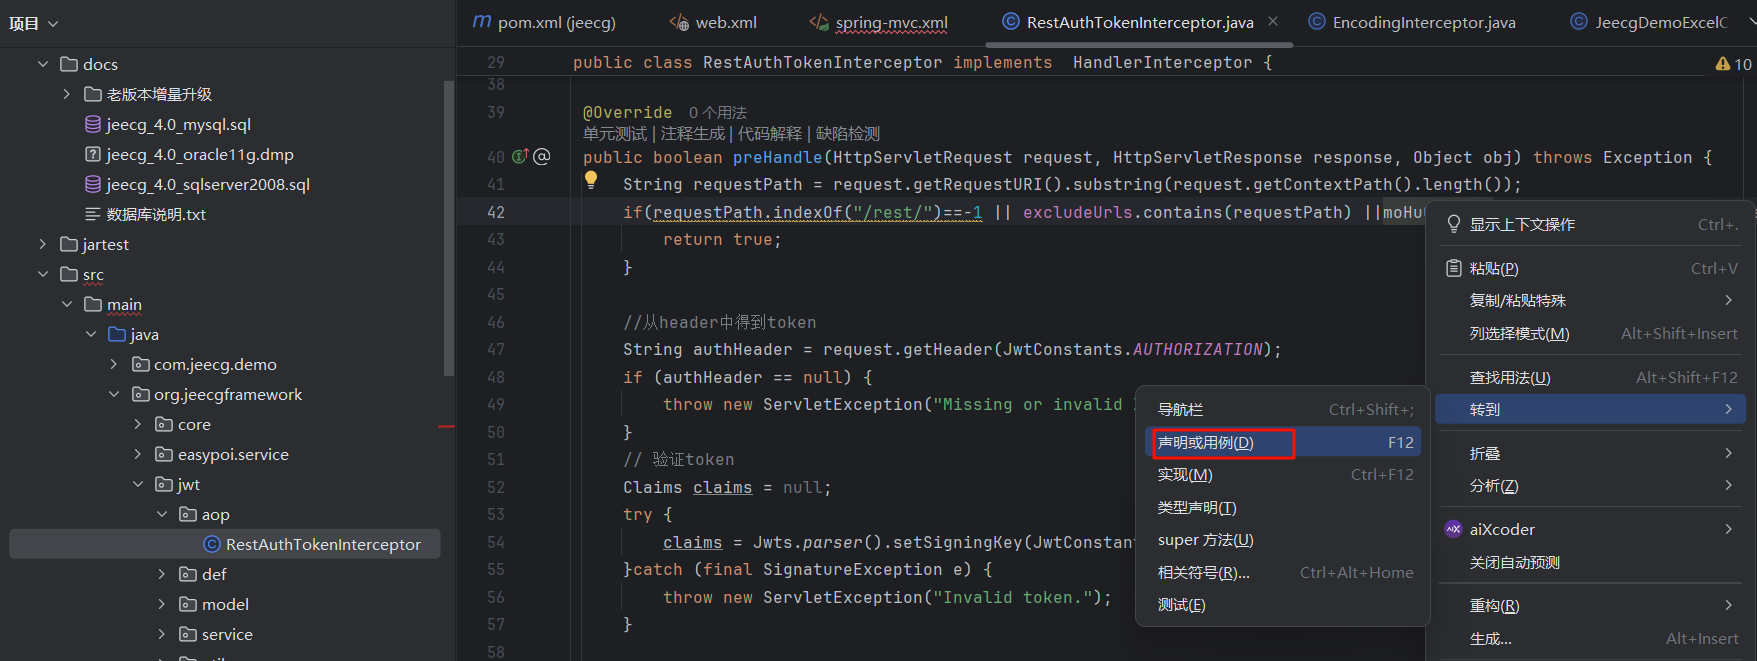 项目
pom.xml (jeecg)
web.xml
spring-mvc.xml
RestAuthTokenInterceptor.java
EncodingInterceptor.java
JeecgDemoExcelC
docs
老版本增量升级
jeecg_4.0_mysql.sql
jeecg_4.0_oracle11g.dmp
jeecg_4.0_sqlserver2008.sql
数据库说明.txt
jartest
src
main
java
com.jeecg.demo
org.jeecgframework
core
easypoi.service
jwt
aop
RestAuthTokenInterceptor
def
model
service
29 public class RestAuthTokenInterceptor implements  HandlerInterceptor {
10
38
39 @Override 0 个用法
单元测试 | 注释生成 | 代码解释 | 缺陷检测
40 public boolean preHandle(HttpServletRequest request, HttpServletResponse response, Object obj) throws Exception {
41 String requestPath = request.getRequestURI().substring(request.getContextPath().length());
42 if(requestPath.indexOf("/rest/")==-1 || excludeUrls.contains(requestPath) ||moHu
43 return true;
44 }
45
46 //从header中得到token
47 String authHeader = request.getHeader(JwtConstants.AUTHORIZATION);
48 if (authHeader == null) {
49 throw new ServletException("Missing or invalid
50 }
51 // 验证token
52 Claims claims = null;
53 try {
54 claims = Jwts.parser().setSigningKey(JwtConstan
55 }catch (final SignatureException e) {
56 throw new ServletException("Invalid token.");
57 }
58
导航栏 Ctrl+Shift+;
声明或用例(D) F12
实现(M) Ctrl+F12
类型声明(T)
super 方法(U)
相关符号(R)... Ctrl+Alt+Home
测试(E)
显示上下文操作 Ctrl+.
粘贴(P) Ctrl+V
复制/粘贴特殊
列选择模式(M) Alt+Shift+Insert
查找用法(U) Alt+Shift+F12
转到
折叠
分析(Z)
aiXcoder
关闭自动预测
重构(R)
生成... Alt+Insert